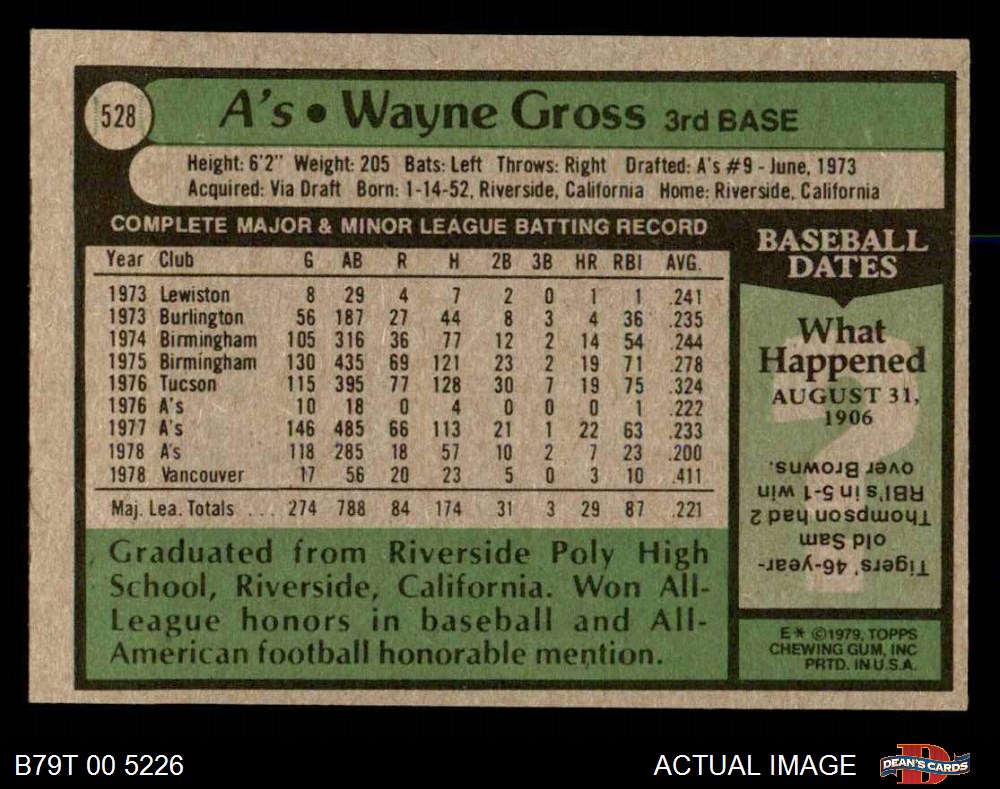 528
A's • Wayne Gross 3rd BASE
Height: 6'2" Weight: 205 Bats: Left Throws: Right Drafted: A's #9 - June, 1973
Acquired: Via Draft Born: 1-14-52, Riverside, California Home: Riverside, California
COMPLETE MAJOR & MINOR LEAGUE BATTING RECORD
Year Club G AB R H 2B 3B HR RBI AVG.
1973 Lewiston 8 29 4 7 2 0 1 1 .241
1973 Burlington 56 187 27 44 8 3 4 36 .235
1974 Birmingham 105 316 36 77 12 2 14 54 .244
1975 Birmingham 130 435 69 121 23 2 19 71 .278
1976 Tucson 115 395 77 128 30 7 19 75 .324
1976 A's 10 18 0 4 0 0 0 1 .222
1977 A's 146 485 66 113 21 1 22 63 .233
1978 A's 118 285 18 57 10 2 7 23 .200
1978 Vancouver 17 56 20 23 5 0 3 10 .411
Maj. Lea. Totals ... 274 788 84 174 31 3 29 87 .221
Graduated from Riverside Poly High
School, Riverside, California. Won All-
League honors in baseball and All-
American football honorable mention.
BASEBALL
DATES
What
Happened
AUGUST 31,
1906
Tigers' 46-year-
old Sam
Thompson had 2
RBI's in 5-1 win
over Browns.
E* ©1979, TOPPS
CHEWING GUM, INC
PRTD. IN U.S.A.
B79T 00 5226
ACTUAL IMAGE
D
DEAN'S CARDS